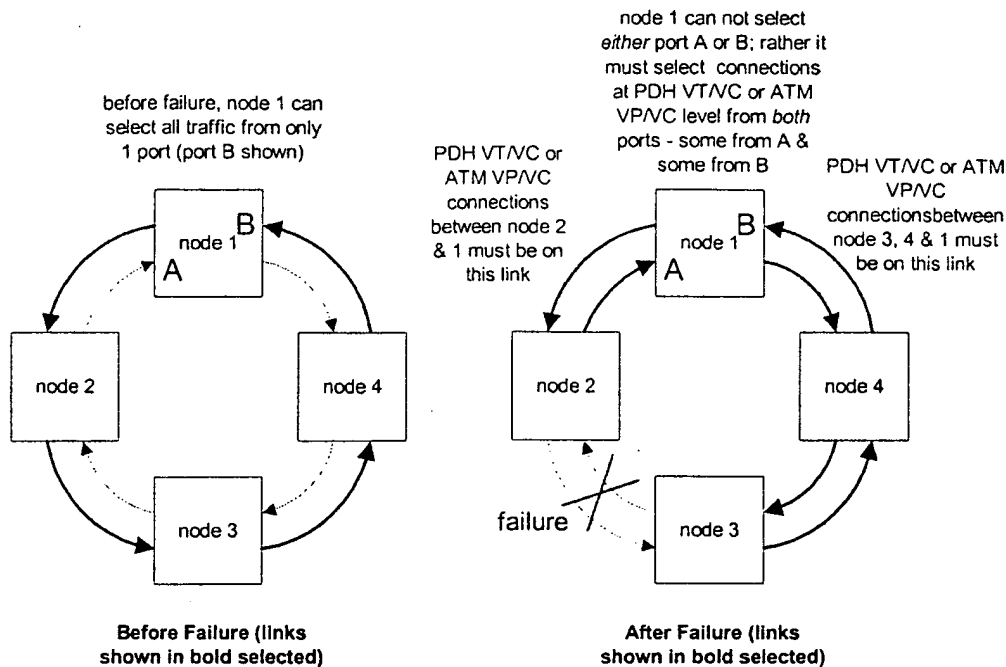 before failure, node 1 can
select all traffic from only
1 port (port B shown)
node 1
B
A
node 2
node 4
node 3
Before Failure (links
shown in bold selected)
node 1 can not select
either port A or B; rather it
must select connections
at PDH VT/VC or ATM
VP/VC level from both
ports - some from A &
some from B
PDH VT/VC or
ATM VP/VC
connections
between node 2
& 1 must be on
this link
PDH VT/VC or ATM
VP/VC
connectionsbetween
node 3, 4 & 1 must
be on this link
node 1
B
A
node 2
node 4
failure
node 3
After Failure (links
shown in bold selected)